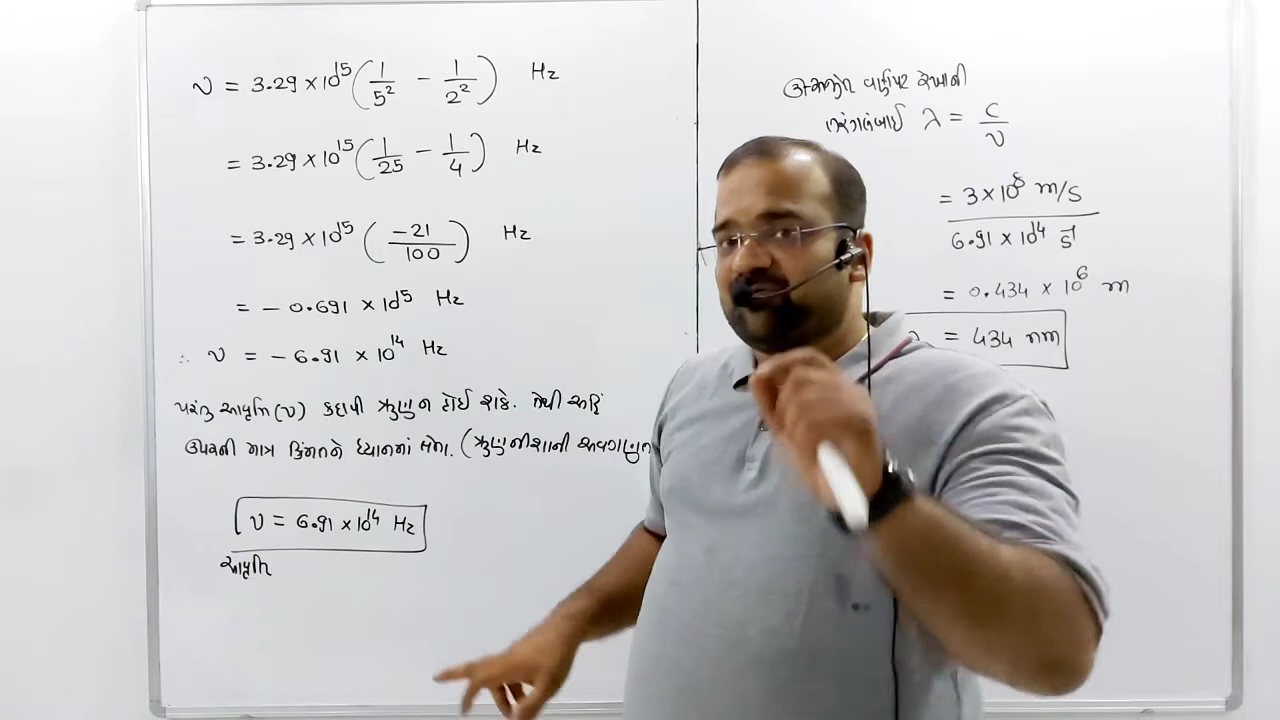 ν = 3.29 × 10¹⁵ (1/5² − 1/2²) Hz
= 3.29 × 10¹⁵ (1/25 − 1/4) Hz
= 3.29 × 10¹⁵ (−21/100) Hz
= − 0.691 × 10¹⁵ Hz
∴ ν = − 6.91 × 10¹⁴ Hz
પરંતુ આવૃત્તિ (ν) કદાપી ઋણ ન હોઈ શકે. તેથી અહિં
ઉપરની માત્ર કિંમતને ધ્યાનમાં લેતા. (ઋણ નીશાની અવગણતા
ν = 6.91 × 10¹⁴ Hz
આવૃત્તિ
ઉત્સર્જન વર્ણપટ રેખાની
તરંગલંબાઈ λ = c/ν
= 3 × 10⁸ m/s / 6.91 × 10¹⁴ s⁻¹
= 0.434 × 10⁶ m
= 434 nm